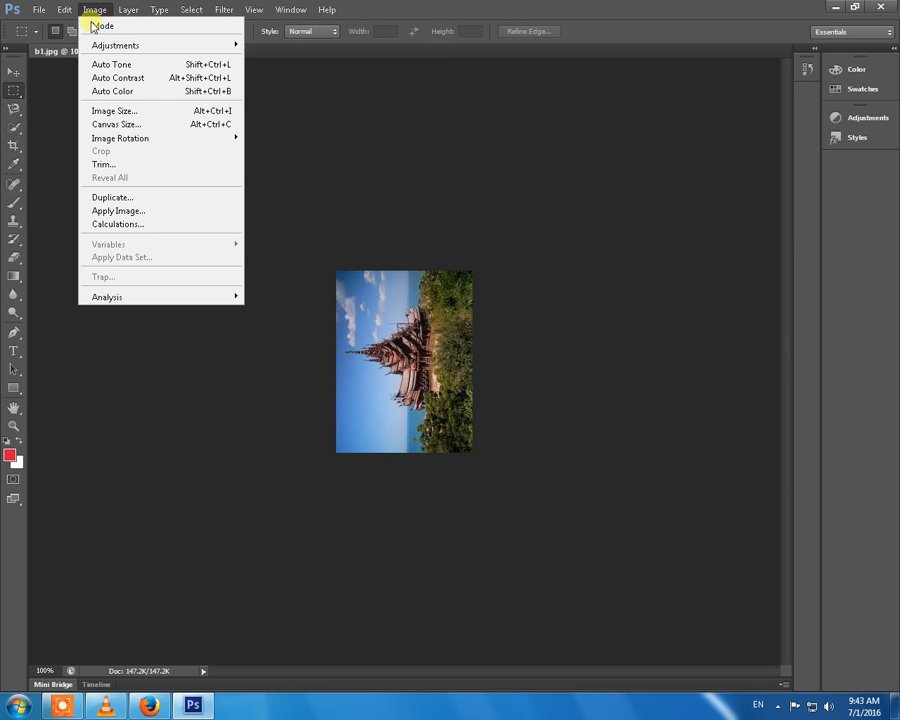 Ps File Edit Image Layer Type Select Filter View Window Help
Style: Normal Width: Height: Refine Edge... Essentials
b1.jpg @
Adjustments
Auto Tone Shift+Ctrl+L
Auto Contrast Alt+Shift+Ctrl+L
Auto Color Shift+Ctrl+B
Image Size... Alt+Ctrl+I
Canvas Size... Alt+Ctrl+C
Image Rotation
Crop
Trim...
Reveal All
Duplicate...
Apply Image...
Calculations...
Variables
Apply Data Set...
Trap...
Analysis
Color
Swatches
Adjustments
Styles
100% Doc: 147.2K/147.2K
Mini Bridge Timeline
Ps
EN
9:43 AM
7/1/2016